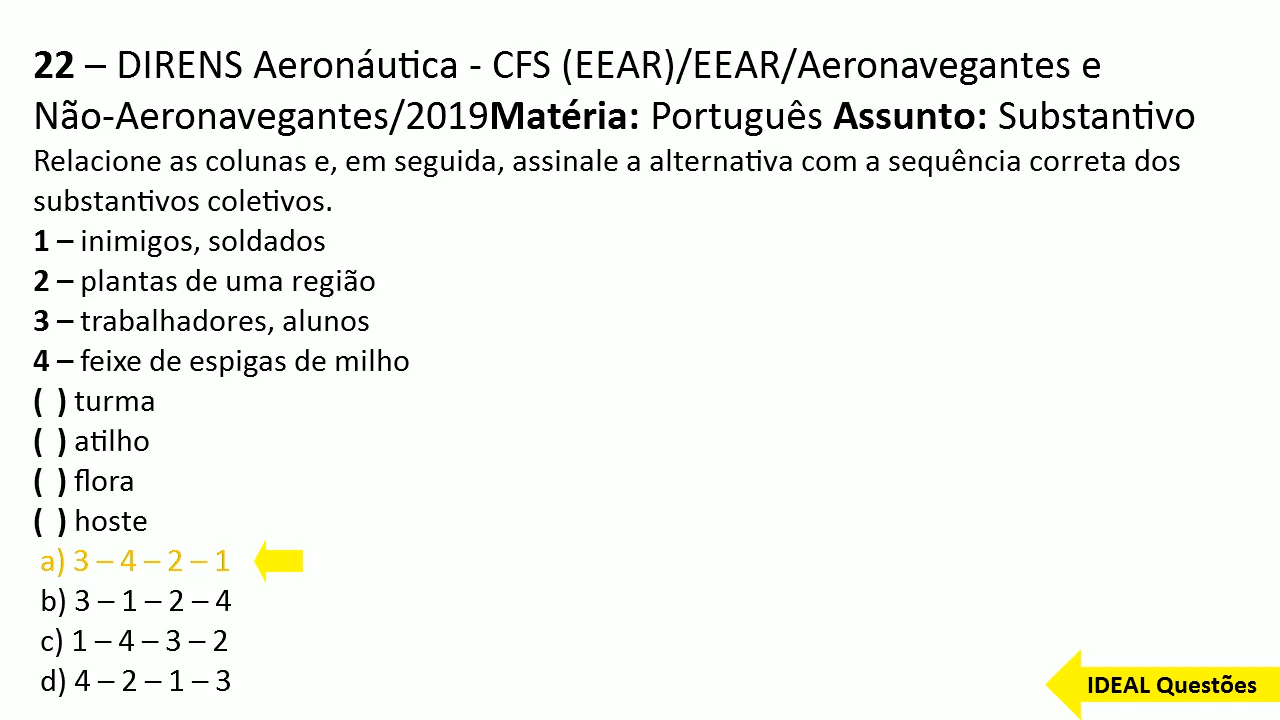 22 – DIRENS Aeronáutica - CFS (EEAR)/EEAR/Aeronavegantes e
Não-Aeronavegantes/2019Matéria: Português Assunto: Substantivo
Relacione as colunas e, em seguida, assinale a alternativa com a sequência correta dos
substantivos coletivos.
1 – inimigos, soldados
2 – plantas de uma região
3 – trabalhadores, alunos
4 – feixe de espigas de milho
( ) turma
( ) atilho
( ) flora
( ) hoste
a) 3 – 4 – 2 – 1
b) 3 – 1 – 2 – 4
c) 1 – 4 – 3 – 2
d) 4 – 2 – 1 – 3
IDEAL Questões